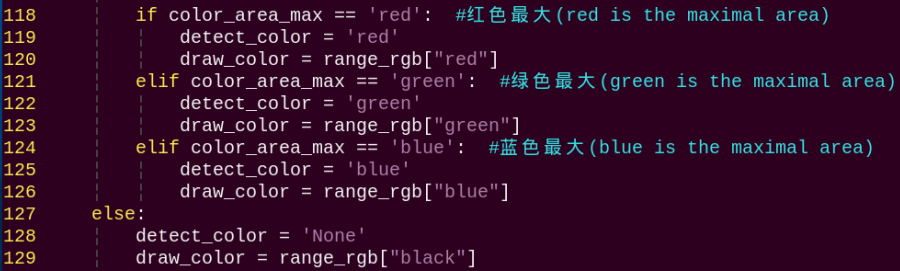 118         if color_area_max == 'red':  #红色最大(red is the maximal area)
119             detect_color = 'red'
120             draw_color = range_rgb["red"]
121         elif color_area_max == 'green':  #绿色最大(green is the maximal area)
122             detect_color = 'green'
123             draw_color = range_rgb["green"]
124         elif color_area_max == 'blue':  #蓝色最大(blue is the maximal area)
125             detect_color = 'blue'
126             draw_color = range_rgb["blue"]
127     else:
128         detect_color = 'None'
129         draw_color = range_rgb["black"]